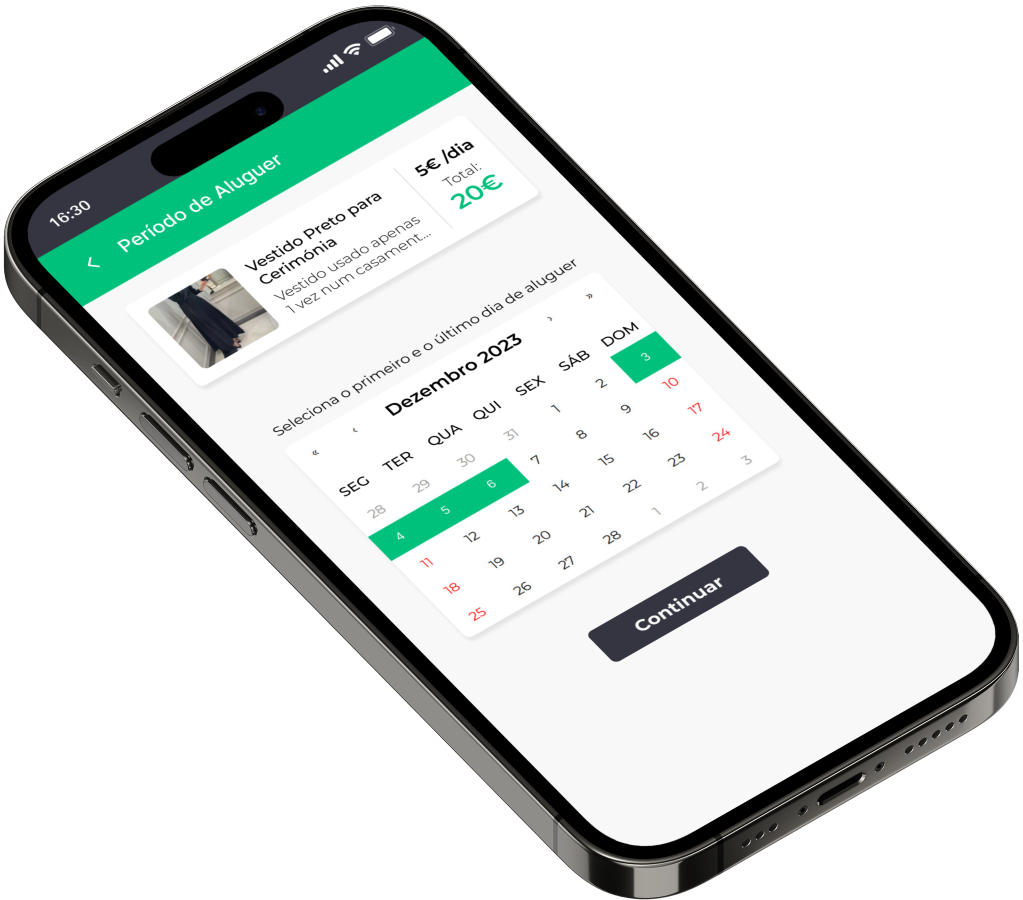 16:30
< Período de Aluguer
Vestido Preto para
Cerimónia
Vestido usado apenas
1 vez num casament...
5€ /dia
Total:
20€
Seleciona o primeiro e o último dia de aluguer
« ‹ Dezembro 2023 › »
SEG TER QUA QUI SEX SÁB DOM
28 29 30 31 1 2 3
4 5 6 7 8 9 10
11 12 13 14 15 16 17
18 19 20 21 22 23 24
25 26 27 28 1 2 3
Continuar